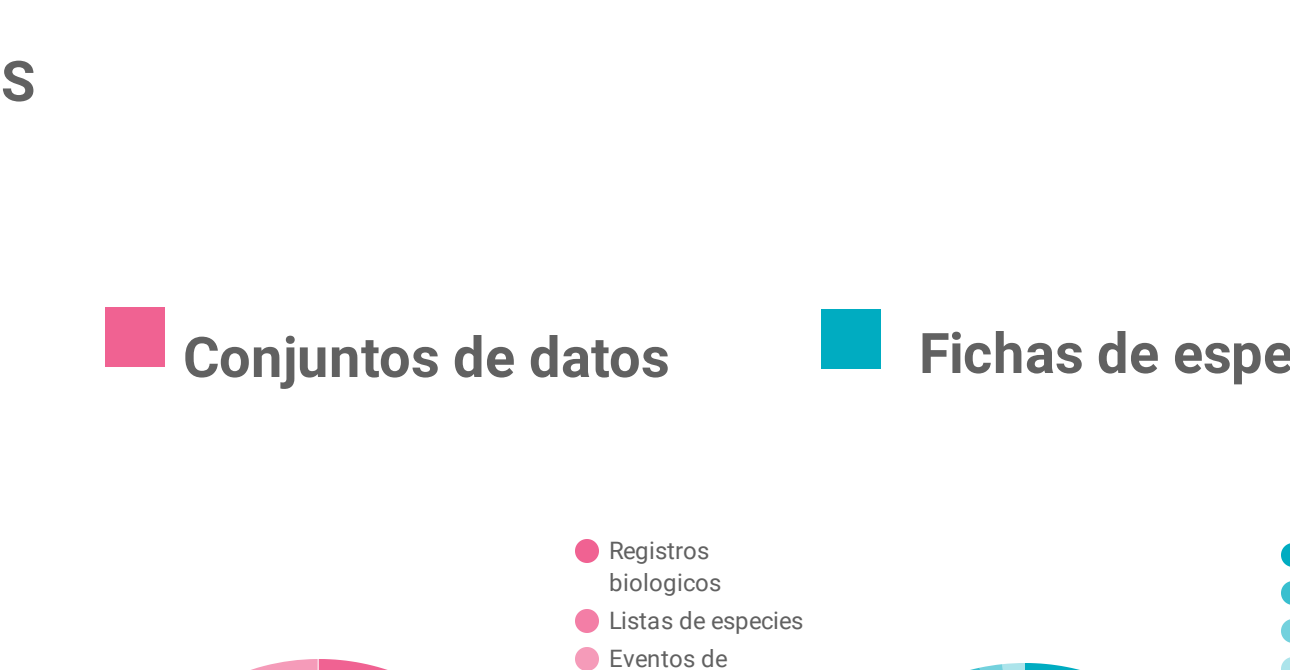 s
Conjuntos de datos
Fichas de espe
Registros
biologicos
Listas de especies
Eventos de